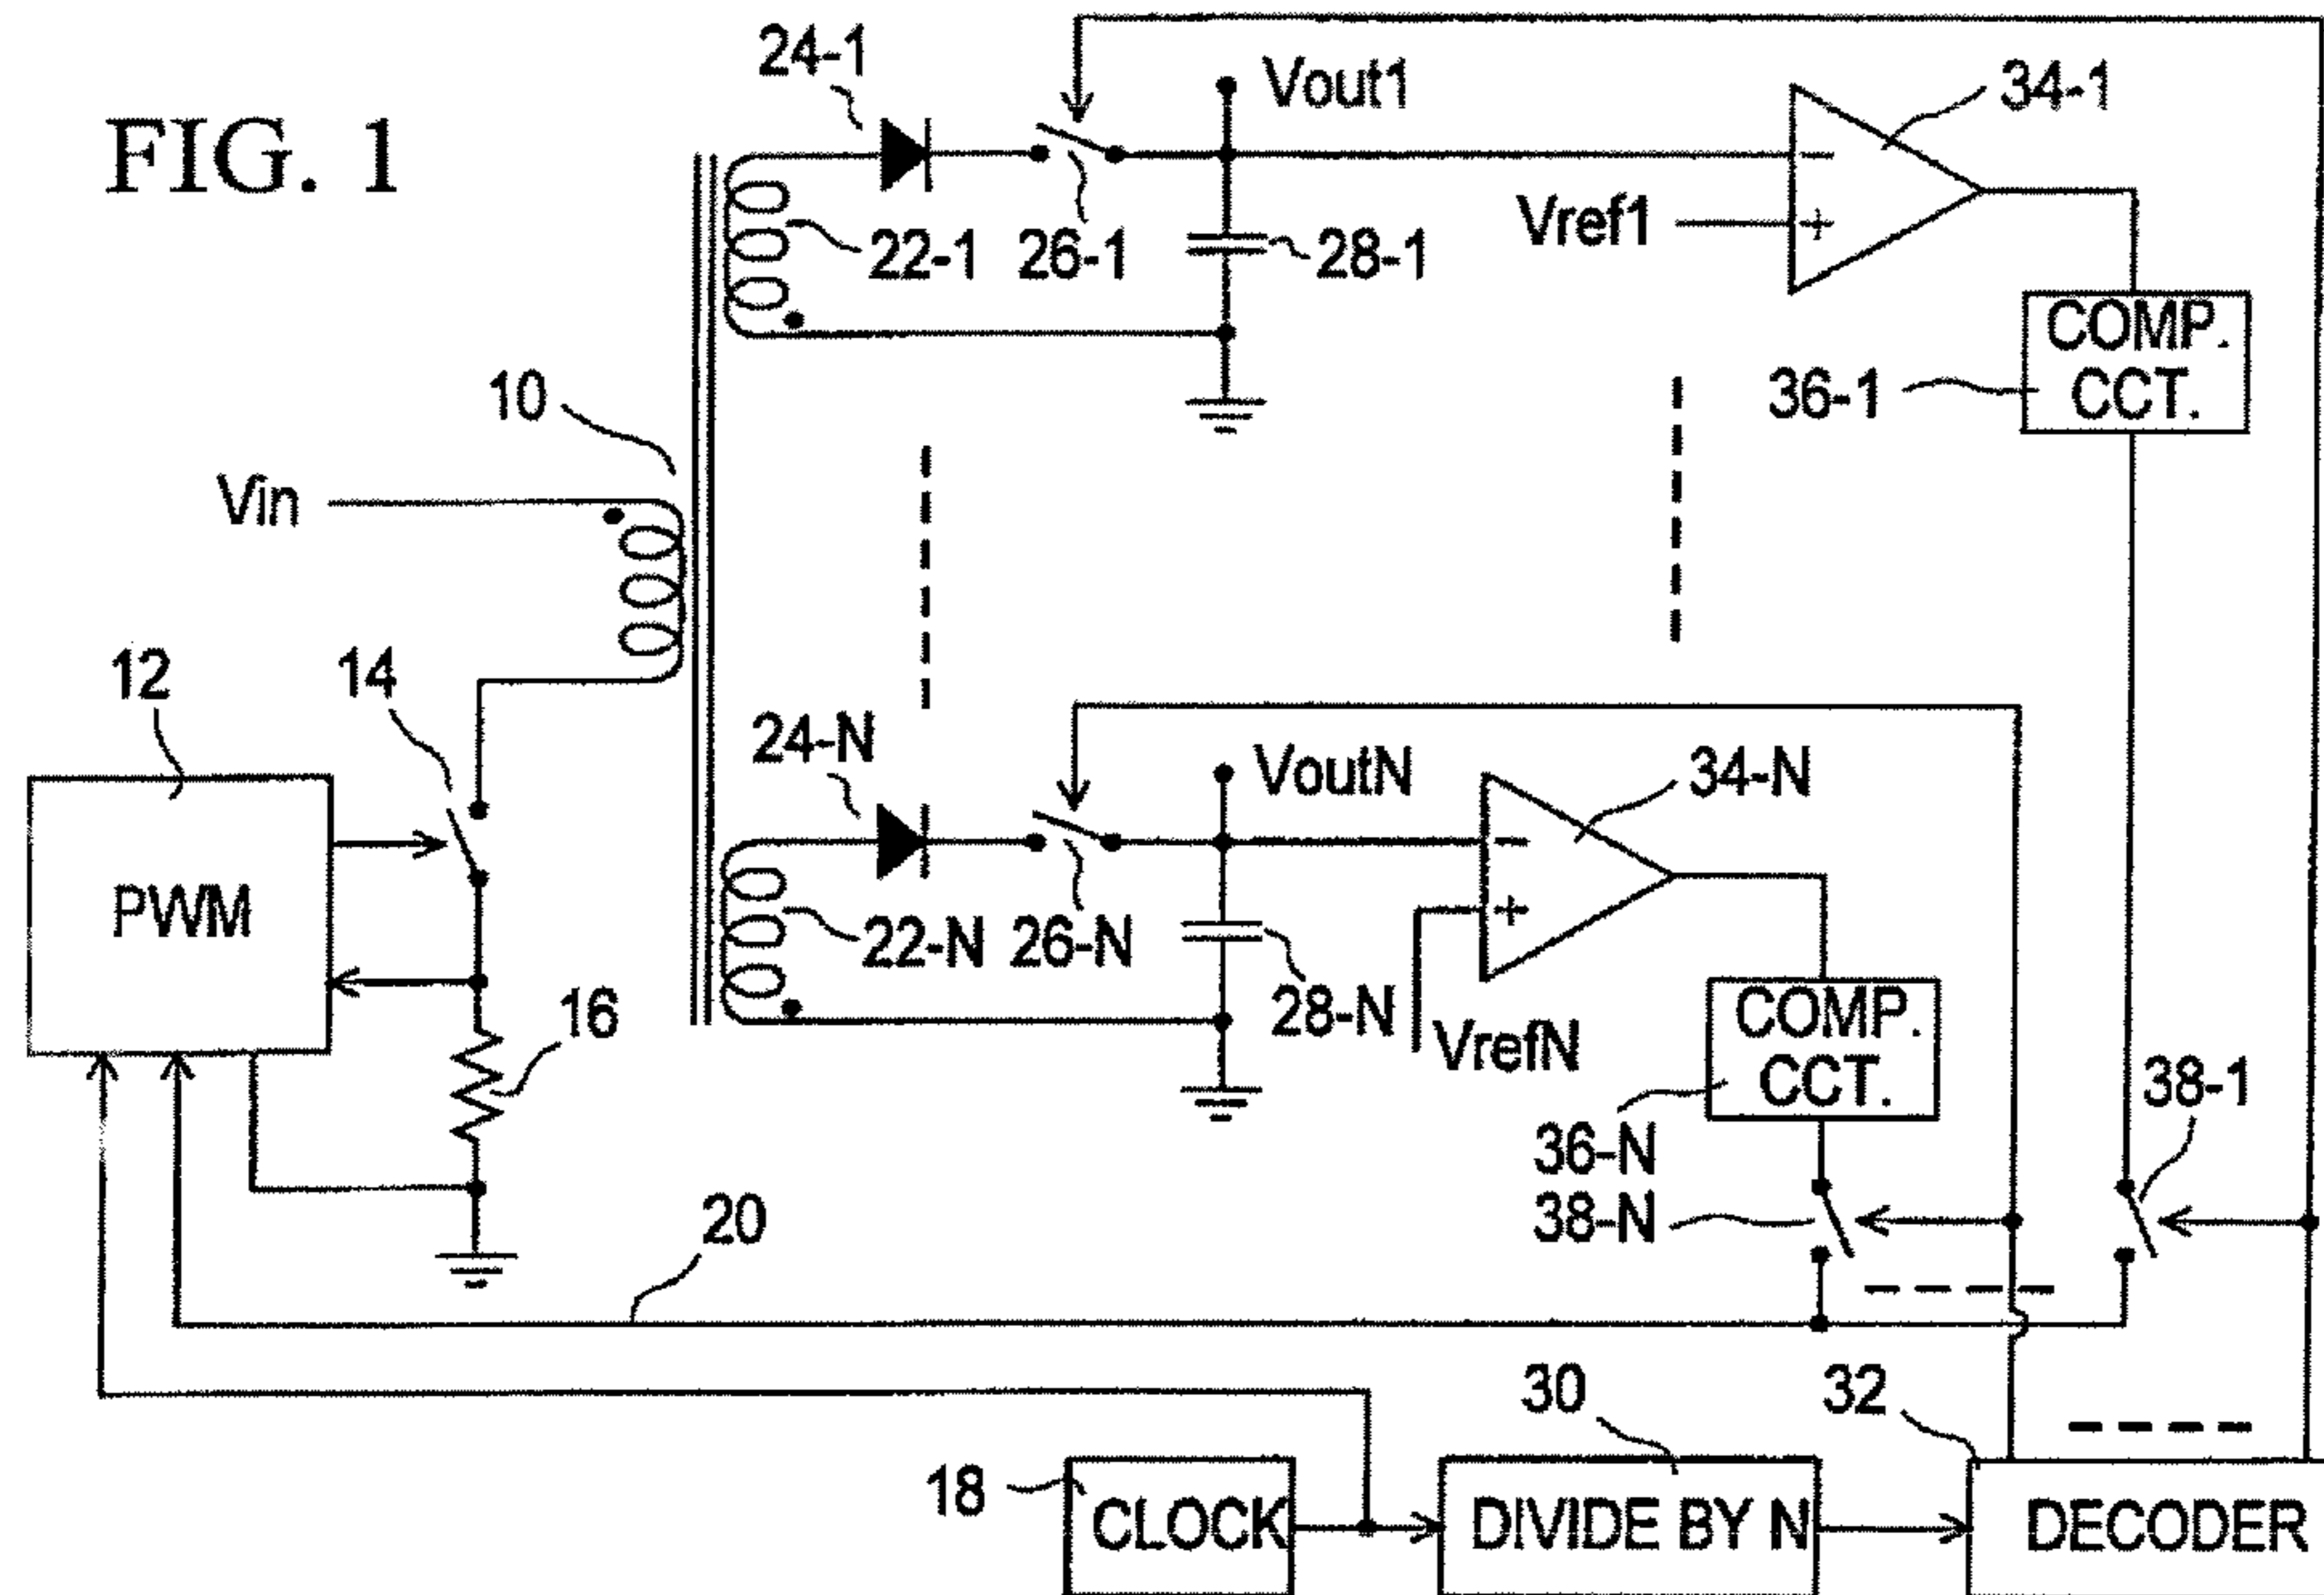 FIG. 1
24-1
Vout1
34-1
−
Vref1
+
22-1
26-1
28-1
COMP.
CCT.
36-1
10
Vin
12
14
24-N
VoutN
34-N
PWM
−
+
22-N
26-N
28-N
VrefN
COMP.
CCT.
16
36-N
38-1
38-N
20
30
32
18
CLOCK
DIVIDE BY N
DECODER